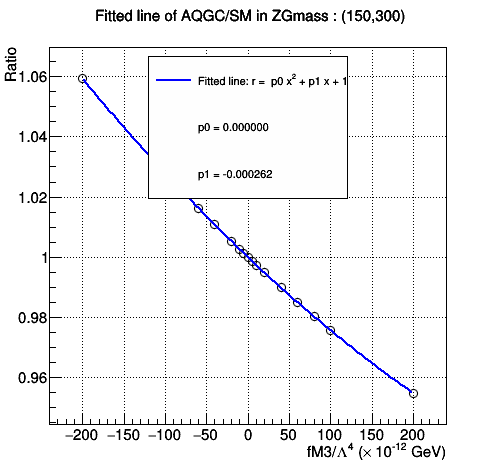 Fitted line of AQGC/SM in ZGmass : (150,300)
Ratio
1.06
1.04
1.02
1
0.98
0.96
Fitted line: r = p0 x² + p1 x + 1
p0 = 0.000000
p1 = -0.000262
−200 −150 −100 −50 0 50 100 150 200
fM3/Λ⁴ (× 10⁻¹² GeV)